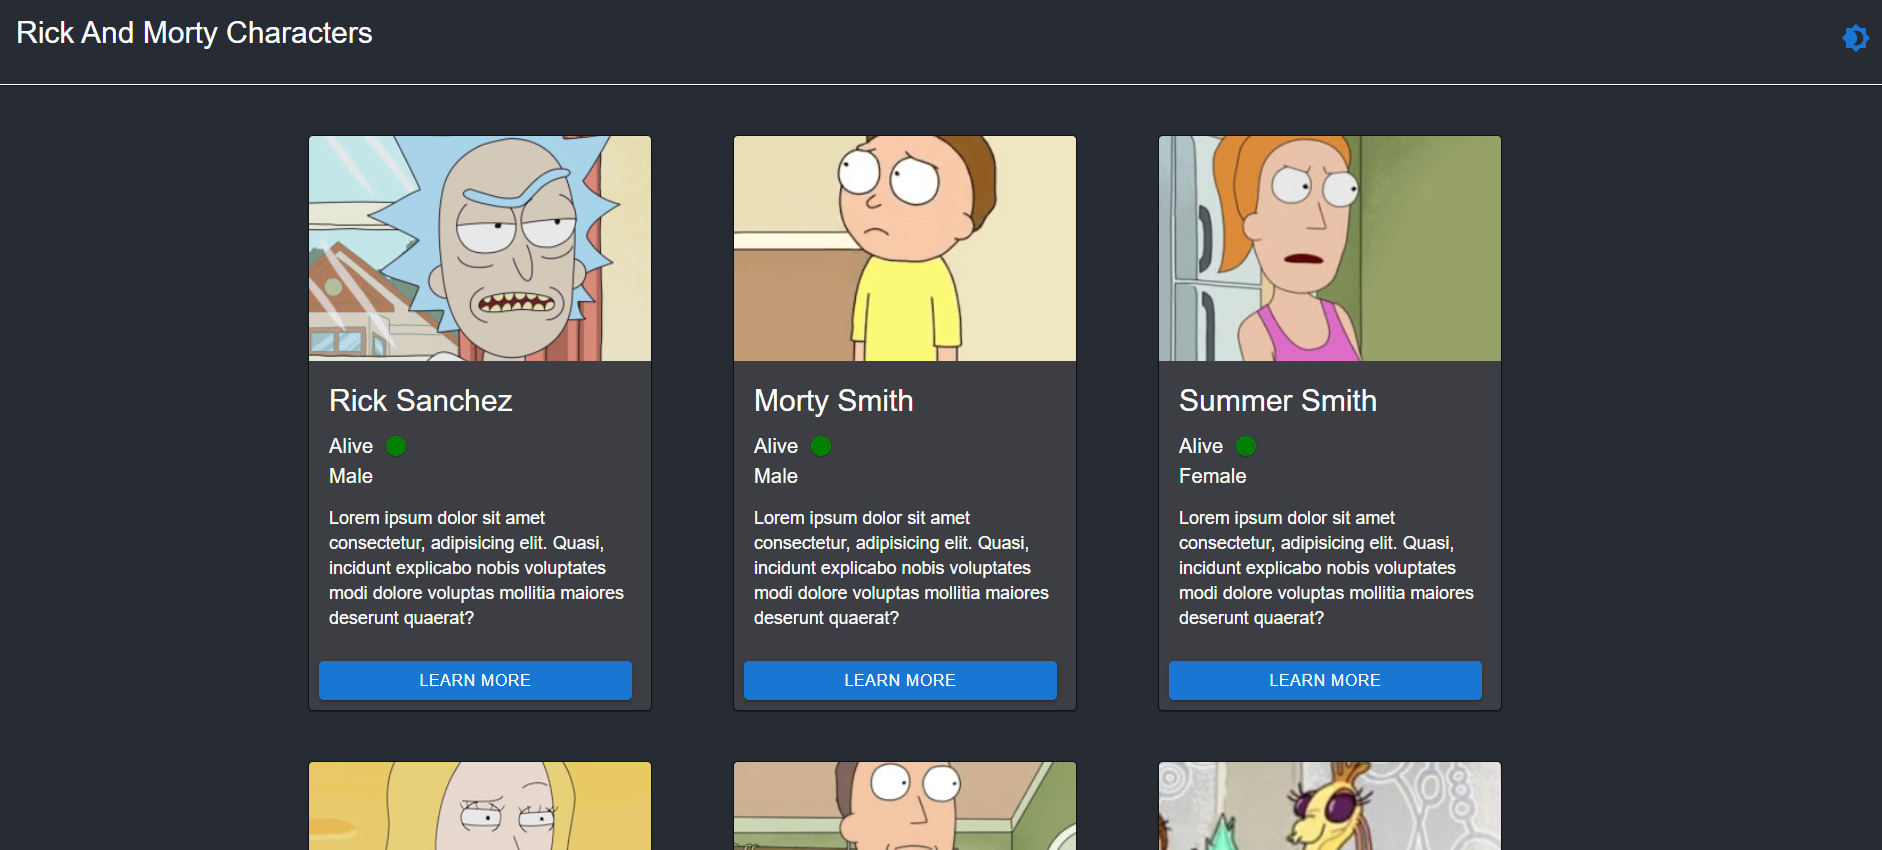 Rick And Morty Characters
Rick Sanchez
Alive
Male
Lorem ipsum dolor sit amet
consectetur, adipisicing elit. Quasi,
incidunt explicabo nobis voluptates
modi dolore voluptas mollitia maiores
deserunt quaerat?
LEARN MORE
Morty Smith
Alive
Male
Lorem ipsum dolor sit amet
consectetur, adipisicing elit. Quasi,
incidunt explicabo nobis voluptates
modi dolore voluptas mollitia maiores
deserunt quaerat?
LEARN MORE
Summer Smith
Alive
Female
Lorem ipsum dolor sit amet
consectetur, adipisicing elit. Quasi,
incidunt explicabo nobis voluptates
modi dolore voluptas mollitia maiores
deserunt quaerat?
LEARN MORE